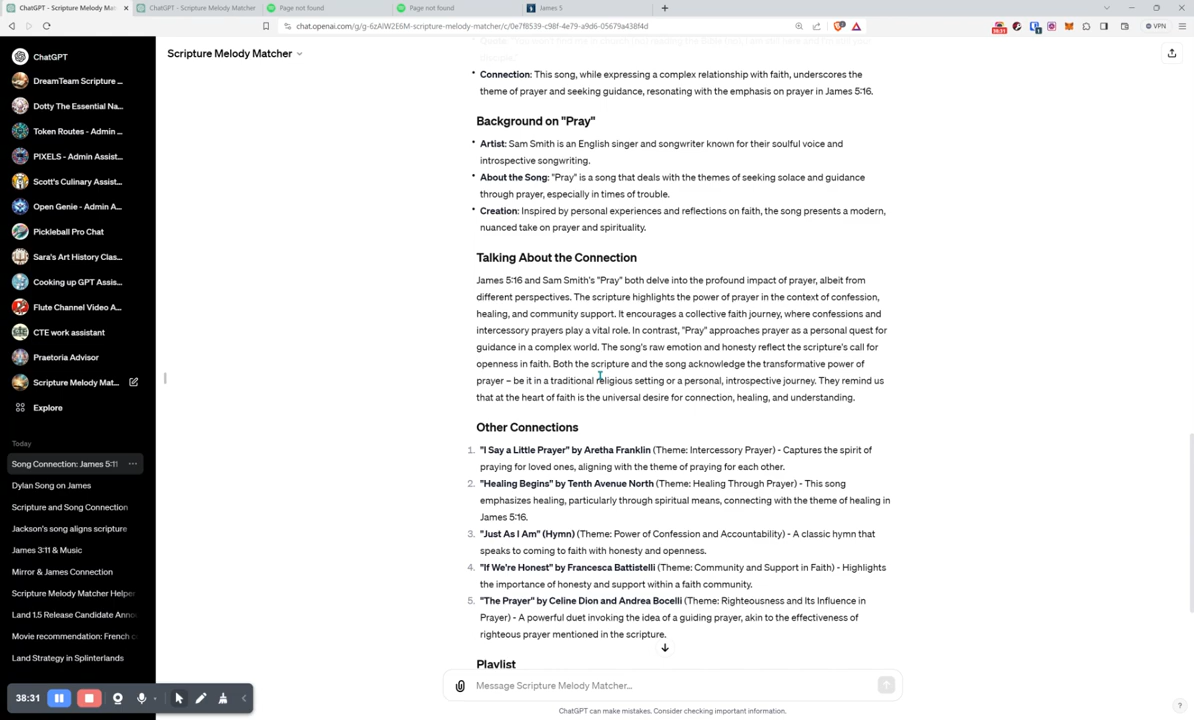 ChatGPT - Scripture Melody Mat
ChatGPT - Scripture Melody Matcher
Page not found
Page not found
James 5
chat.openai.com/g/g-6zAlW2E6M-scripture-melody-matcher/c/0e7f8539-c98f-4e79-a9d6-05679a438f4d
VPN
ChatGPT
DreamTeam Scripture ...
Dotty The Essential Na...
Token Routes - Admin ...
PIXELS - Admin Assist...
Scott's Culinary Assist...
Open Genie - Admin A...
Pickleball Pro Chat
Sara's Art History Clas...
Cooking up GPT Assis...
Flute Channel Video A...
CTE work assistant
Praetoria Advisor
Scripture Melody Mat...
Explore
Today
Song Connection: James 5:1
Dylan Song on James
Scripture and Song Connection
Jackson's song aligns scripture
James 3:11 & Music
Mirror & James Connection
Scripture Melody Matcher Helper
Land 1.5 Release Candidate Anno
Movie recommendation: French c
Land Strategy in Splinterlands
38:31
Scripture Melody Matcher
• Connection: This song, while expressing a complex relationship with faith, underscores the
theme of prayer and seeking guidance, resonating with the emphasis on prayer in James 5:16.
Background on "Pray"
• Artist: Sam Smith is an English singer and songwriter known for their soulful voice and
introspective songwriting.
• About the Song: "Pray" is a song that deals with the themes of seeking solace and guidance
through prayer, especially in times of trouble.
• Creation: Inspired by personal experiences and reflections on faith, the song presents a modern,
nuanced take on prayer and spirituality.
Talking About the Connection
James 5:16 and Sam Smith's "Pray" both delve into the profound impact of prayer, albeit from
different perspectives. The scripture highlights the power of prayer in the context of confession,
healing, and community support. It encourages a collective faith journey, where confessions and
intercessory prayers play a vital role. In contrast, "Pray" approaches prayer as a personal quest for
guidance in a complex world. The song's raw emotion and honesty reflect the scripture's call for
openness in faith. Both the scripture and the song acknowledge the transformative power of
prayer – be it in a traditional religious setting or a personal, introspective journey. They remind us
that at the heart of faith is the universal desire for connection, healing, and understanding.
Other Connections
1. "I Say a Little Prayer" by Aretha Franklin (Theme: Intercessory Prayer) - Captures the spirit of
praying for loved ones, aligning with the theme of praying for each other.
2. "Healing Begins" by Tenth Avenue North (Theme: Healing Through Prayer) - This song
emphasizes healing, particularly through spiritual means, connecting with the theme of healing in
James 5:16.
3. "Just As I Am" (Hymn) (Theme: Power of Confession and Accountability) - A classic hymn that
speaks to coming to faith with honesty and openness.
4. "If We're Honest" by Francesca Battistelli (Theme: Community and Support in Faith) - Highlights
the importance of honesty and support within a faith community.
5. "The Prayer" by Celine Dion and Andrea Bocelli (Theme: Righteousness and Its Influence in
Prayer) - A powerful duet invoking the idea of a guiding prayer, akin to the effectiveness of
righteous prayer mentioned in the scripture.
Playlist
Message Scripture Melody Matcher...
ChatGPT can make mistakes. Consider checking important information.
?